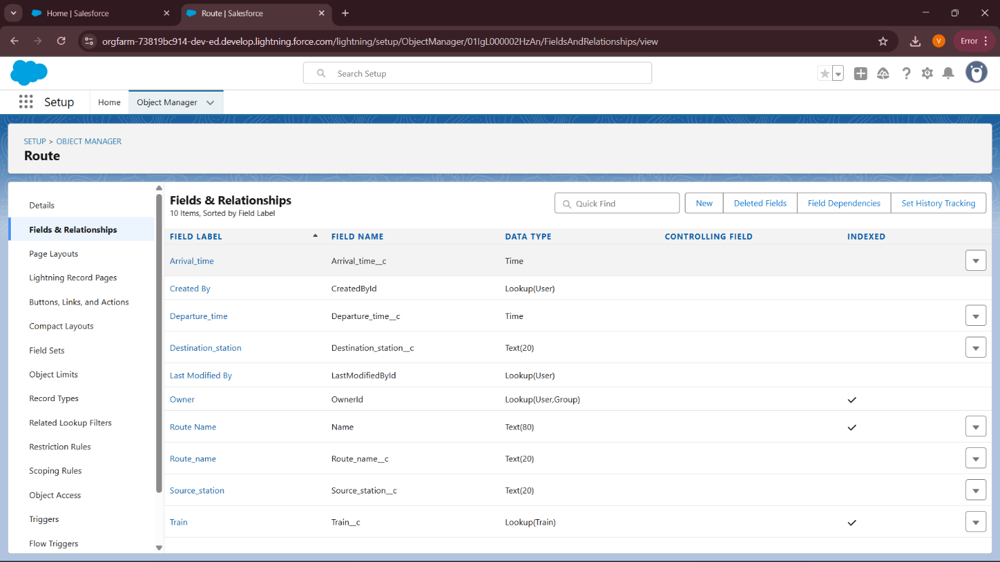 Home | Salesforce
Route | Salesforce
orgfarm-73819bc914-dev-ed.develop.lightning.force.com/lightning/setup/ObjectManager/01IgL000002HzAn/FieldsAndRelationships/view
V
Error
Search Setup
Setup
Home
Object Manager
SETUP > OBJECT MANAGER
Route
Details
Fields & Relationships
Page Layouts
Lightning Record Pages
Buttons, Links, and Actions
Compact Layouts
Field Sets
Object Limits
Record Types
Related Lookup Filters
Restriction Rules
Scoping Rules
Object Access
Triggers
Flow Triggers
Fields & Relationships
10 Items, Sorted by Field Label
Quick Find
New
Deleted Fields
Field Dependencies
Set History Tracking
FIELD LABEL FIELD NAME DATA TYPE CONTROLLING FIELD INDEXED
Arrival_time Arrival_time__c Time
Created By CreatedById Lookup(User)
Departure_time Departure_time__c Time
Destination_station Destination_station__c Text(20)
Last Modified By LastModifiedById Lookup(User)
Owner OwnerId Lookup(User,Group)
Route Name Name Text(80)
Route_name Route_name__c Text(20)
Source_station Source_station__c Text(20)
Train Train__c Lookup(Train)